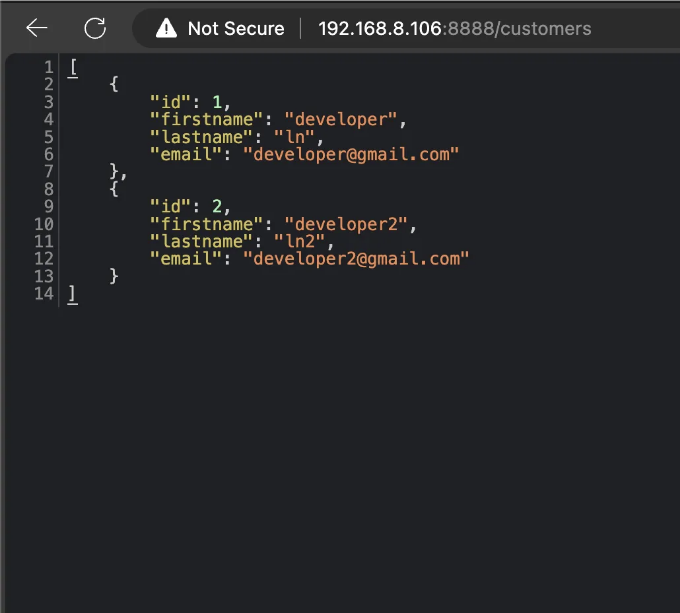 Not Secure | 192.168.8.106:8888/customers
1 [
2 {
3 "id": 1,
4 "firstname": "developer",
5 "lastname": "ln",
6 "email": "developer@gmail.com"
7 },
8 {
9 "id": 2,
10 "firstname": "developer2",
11 "lastname": "ln2",
12 "email": "developer2@gmail.com"
13 }
14 ]